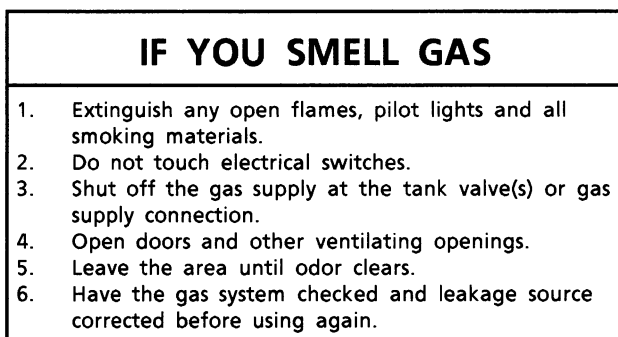 IF YOU SMELL GAS
1. Extinguish any open flames, pilot lights and all
smoking materials.
2. Do not touch electrical switches.
3. Shut off the gas supply at the tank valve(s) or gas
supply connection.
4. Open doors and other ventilating openings.
5. Leave the area until odor clears.
6. Have the gas system checked and leakage source
corrected before using again.